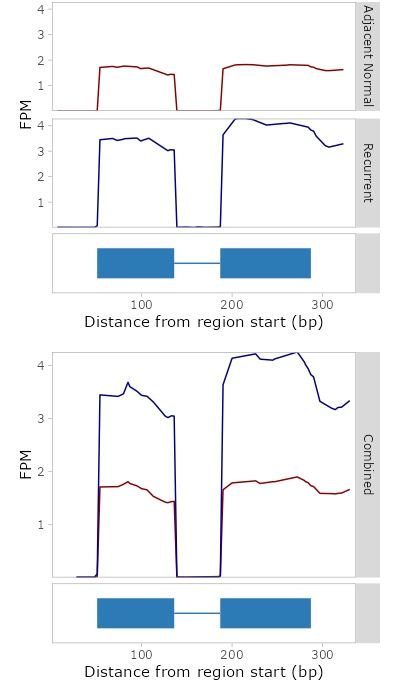 4
3
2
1
Adjacent Normal
FPM
4
3
2
1
Recurrent
100 200 300
Distance from region start (bp)
4
3
2
1
FPM
Combined
100 200 300
Distance from region start (bp)